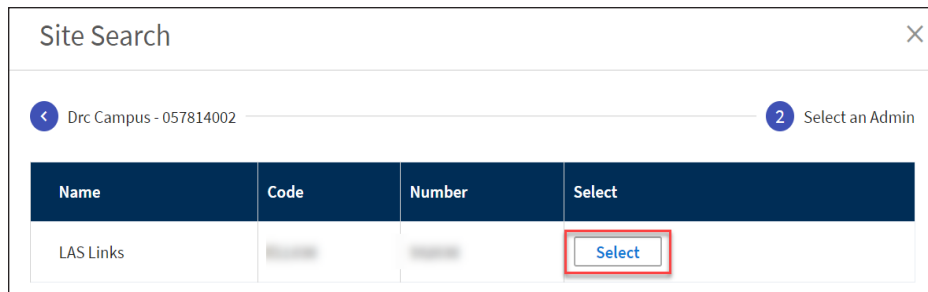 Site Search
Drc Campus - 057814002
2 Select an Admin
Name Code Number Select
LAS Links Select